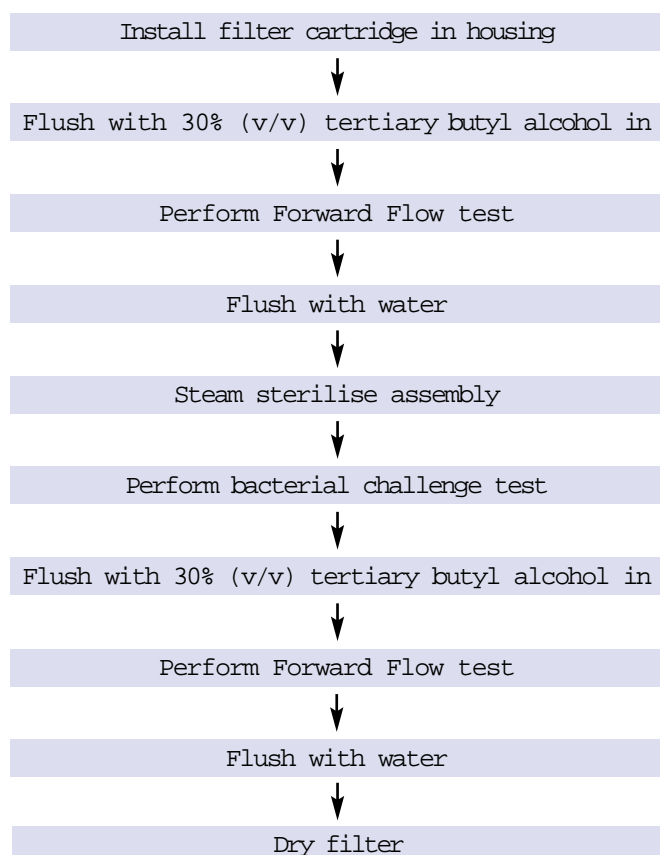 Install filter cartridge in housing
Flush with 30% (v/v) tertiary butyl alcohol in
Perform Forward Flow test
Flush with water
Steam sterilise assembly
Perform bacterial challenge test
Flush with 30% (v/v) tertiary butyl alcohol in
Perform Forward Flow test
Flush with water
Dry filter